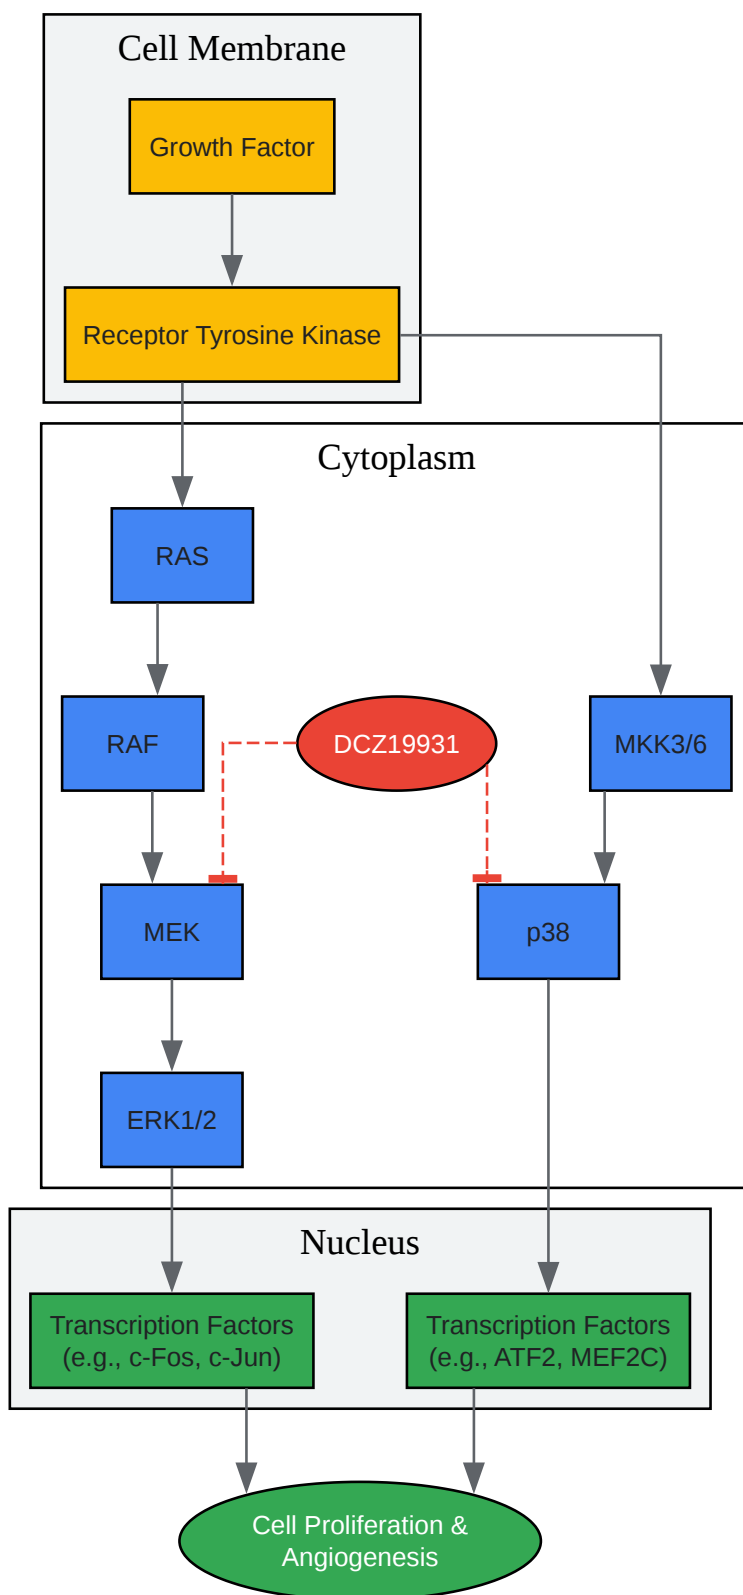 Cell Membrane
Growth Factor
Receptor Tyrosine Kinase
Cytoplasm
RAS
RAF
DCZ19931
MKK3/6
MEK
p38
ERK1/2
Nucleus
Transcription Factors
(e.g., c-Fos, c-Jun)
Transcription Factors
(e.g., ATF2, MEF2C)
Cell Proliferation &
Angiogenesis